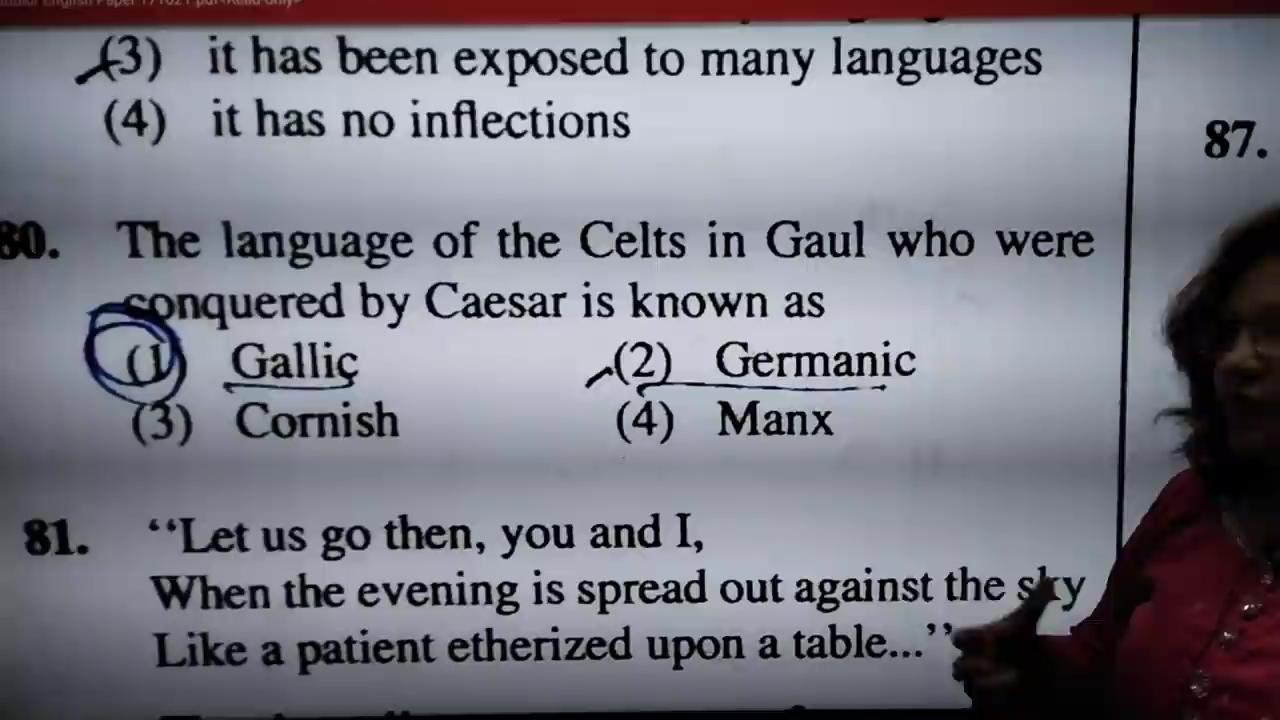 (3) it has been exposed to many languages
(4) it has no inflections
87.
80. The language of the Celts in Gaul who were
conquered by Caesar is known as
(1) Gallic (2) Germanic
(3) Cornish (4) Manx
81. “Let us go then, you and I,
When the evening is spread out against the sky
Like a patient etherized upon a table...”